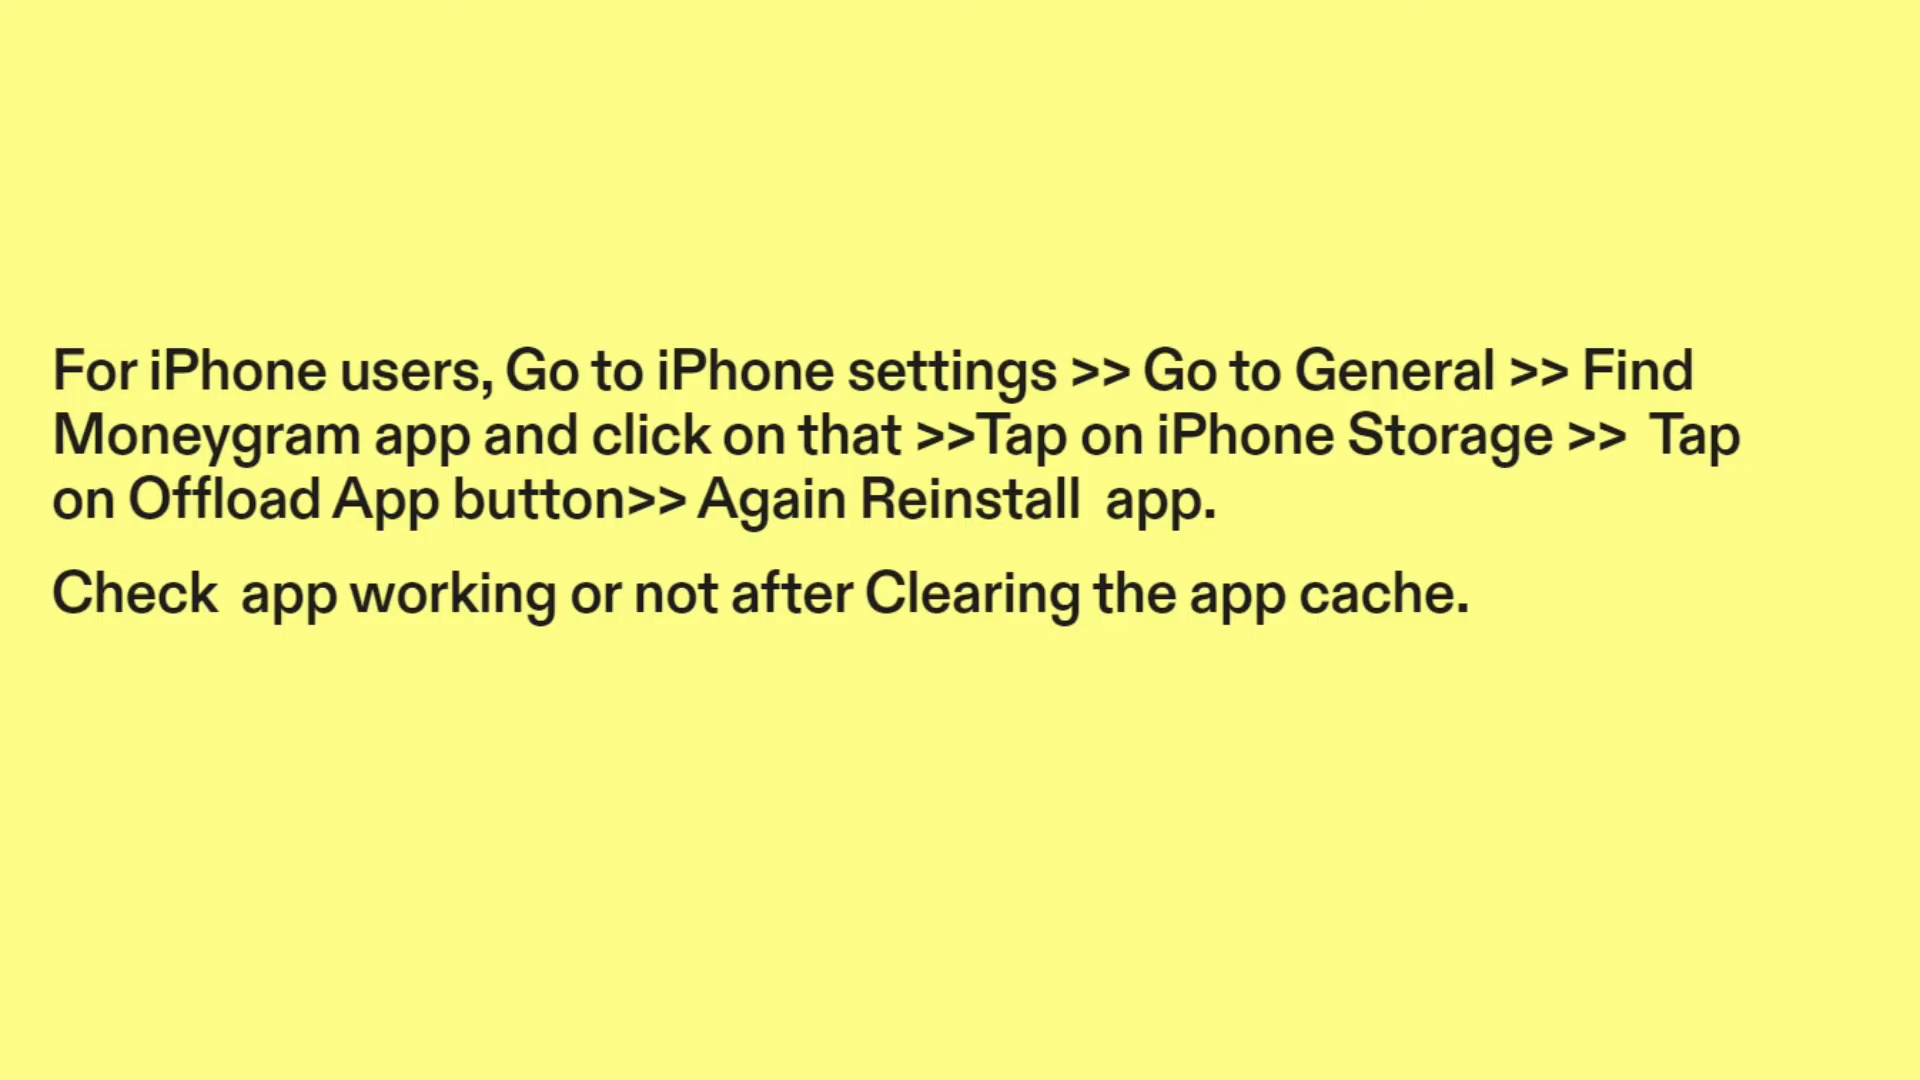 For iPhone users, Go to iPhone settings >> Go to General >> Find
Moneygram app and click on that >>Tap on iPhone Storage >>  Tap
on Offload App button>> Again Reinstall  app.
Check  app working or not after Clearing the app cache.